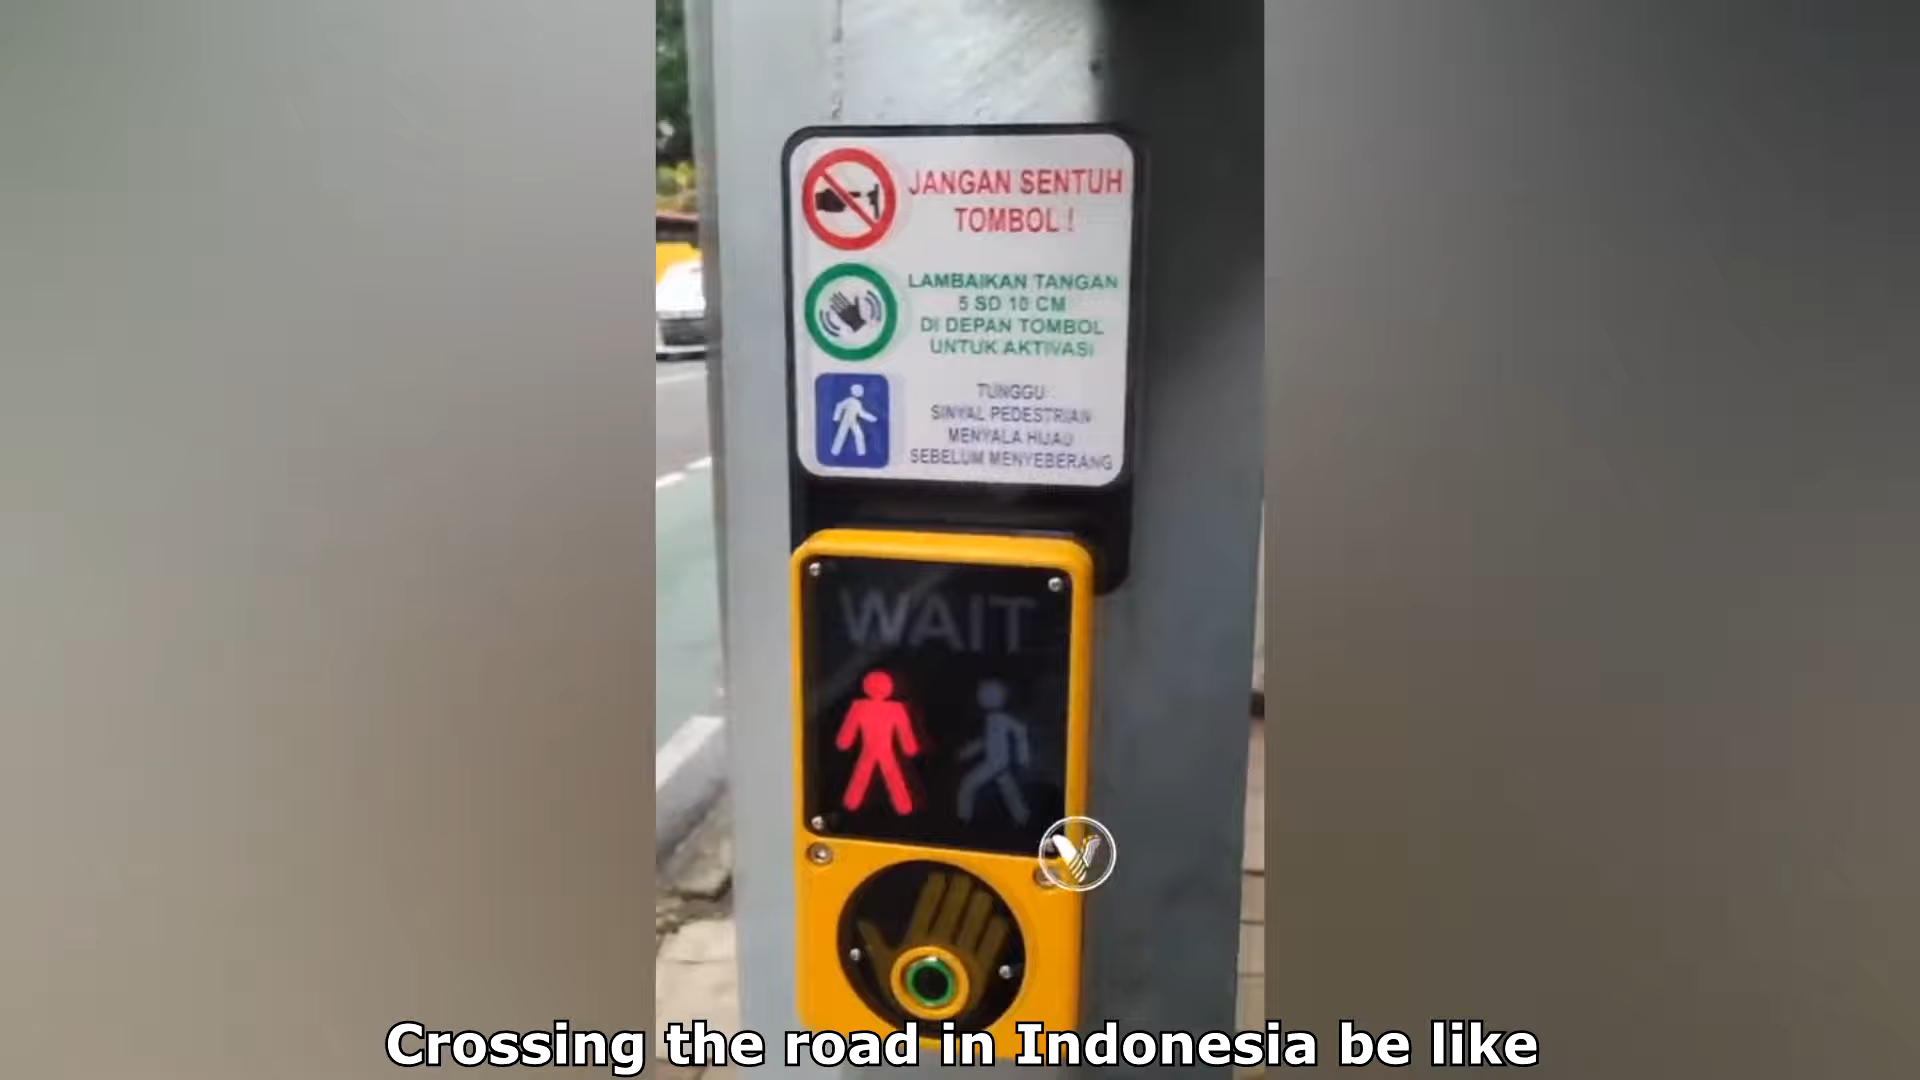 JANGAN SENTUH
TOMBOL !
LAMBAIKAN TANGAN
5 SD 10 CM
DI DEPAN TOMBOL
UNTUK AKTIVASI
TUNGGU
SINYAL PEDESTRIAN
MENYALA HIJAU
SEBELUM MENYEBERANG
WAIT
Crossing the road in Indonesia be like